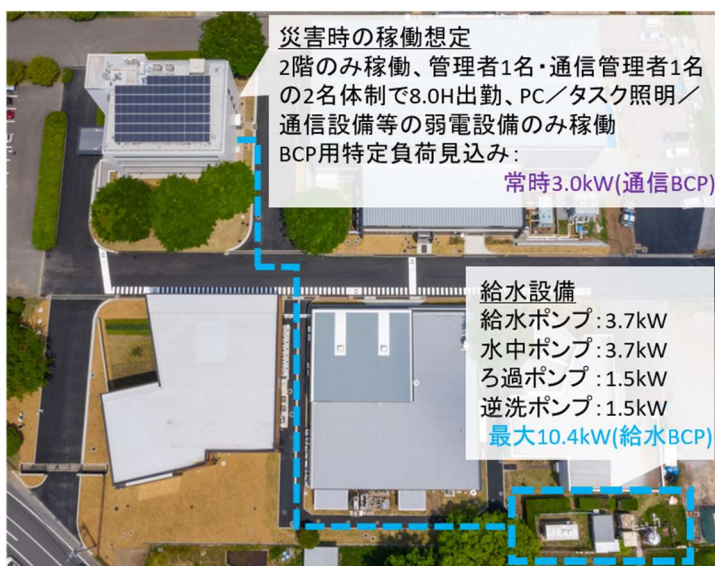 災害時の稼働想定
2階のみ稼働、管理者1名・通信管理者1名
の2名体制で8.0H出勤、PC／タスク照明／
通信設備等の弱電設備のみ稼働
BCP用特定負荷見込み：
常時3.0kW(通信BCP)
給水設備
給水ポンプ：3.7kW
水中ポンプ：3.7kW
ろ過ポンプ：1.5kW
逆洗ポンプ：1.5kW
最大10.4kW(給水BCP)